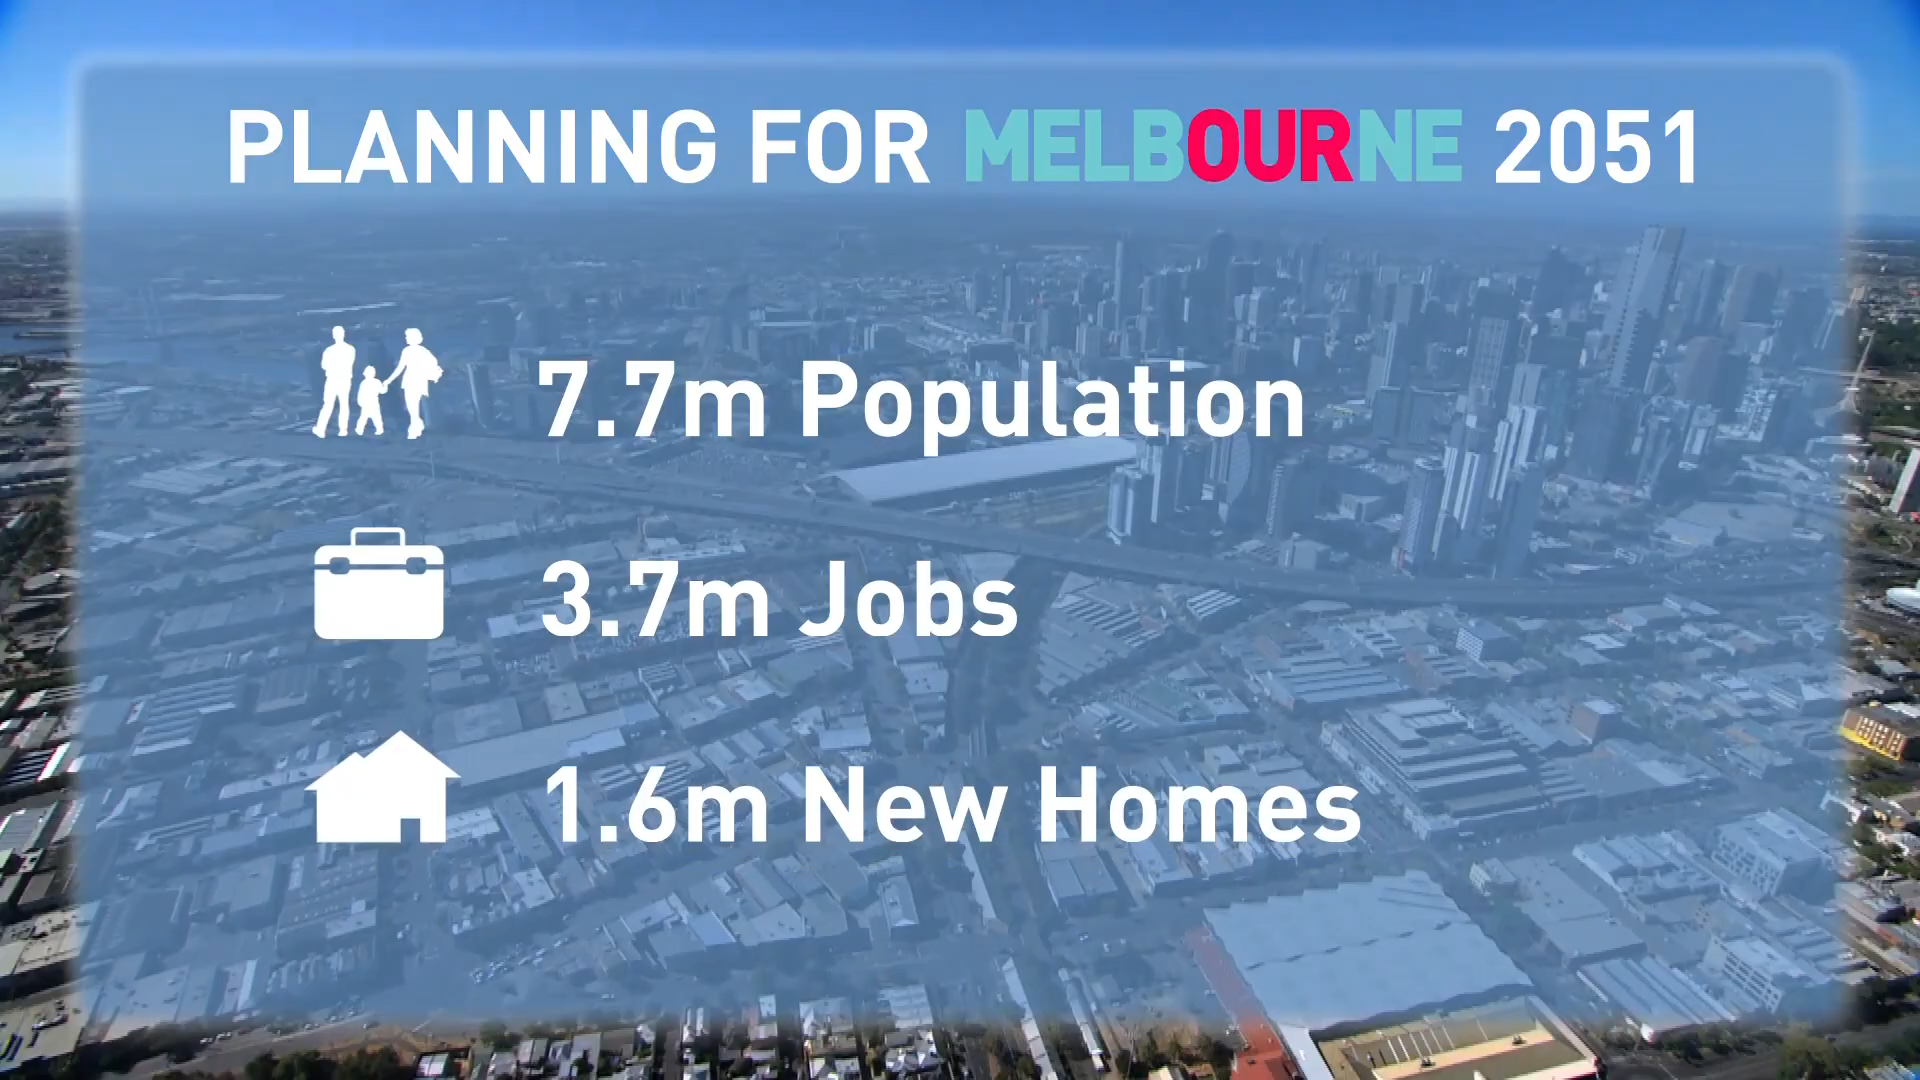 PLANNING FOR MELBOURNE 2051
7.7m Population
3.7m Jobs
1.6m New Homes